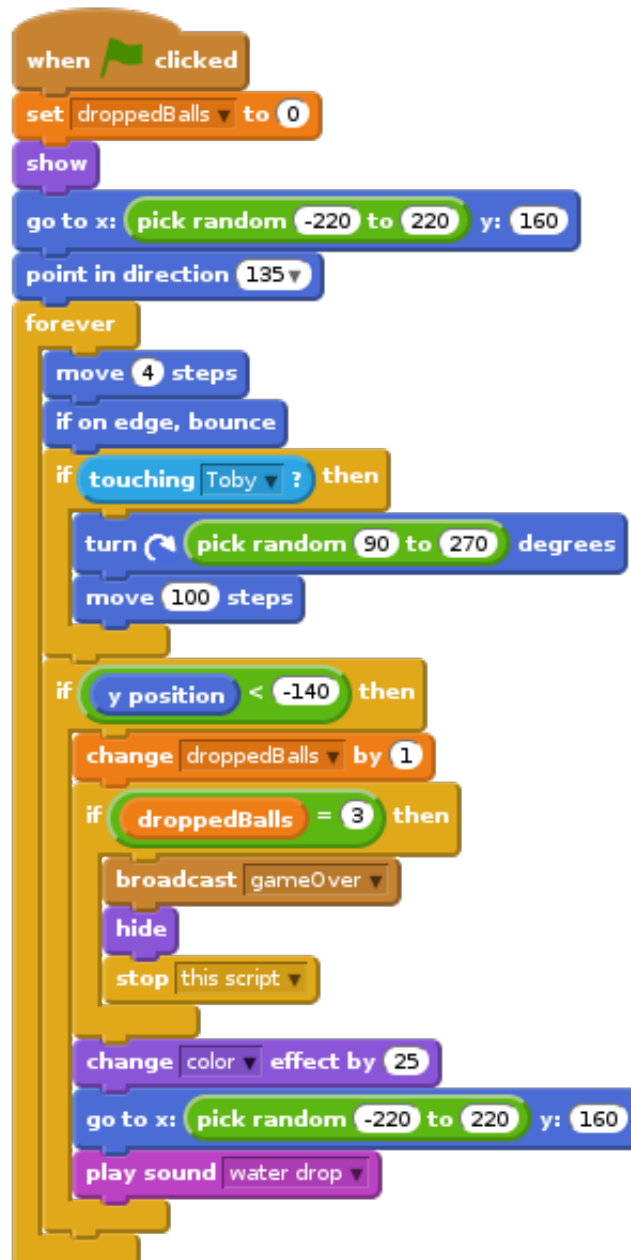 when clicked
set droppedBalls to 0
show
go to x: pick random -220 to 220 y: 160
point in direction 135
forever
move 4 steps
if on edge, bounce
if touching Toby ? then
turn pick random 90 to 270 degrees
move 100 steps
if y position < -140 then
change droppedBalls by 1
if droppedBalls = 3 then
broadcast gameOver
hide
stop this script
change color effect by 25
go to x: pick random -220 to 220 y: 160
play sound water drop